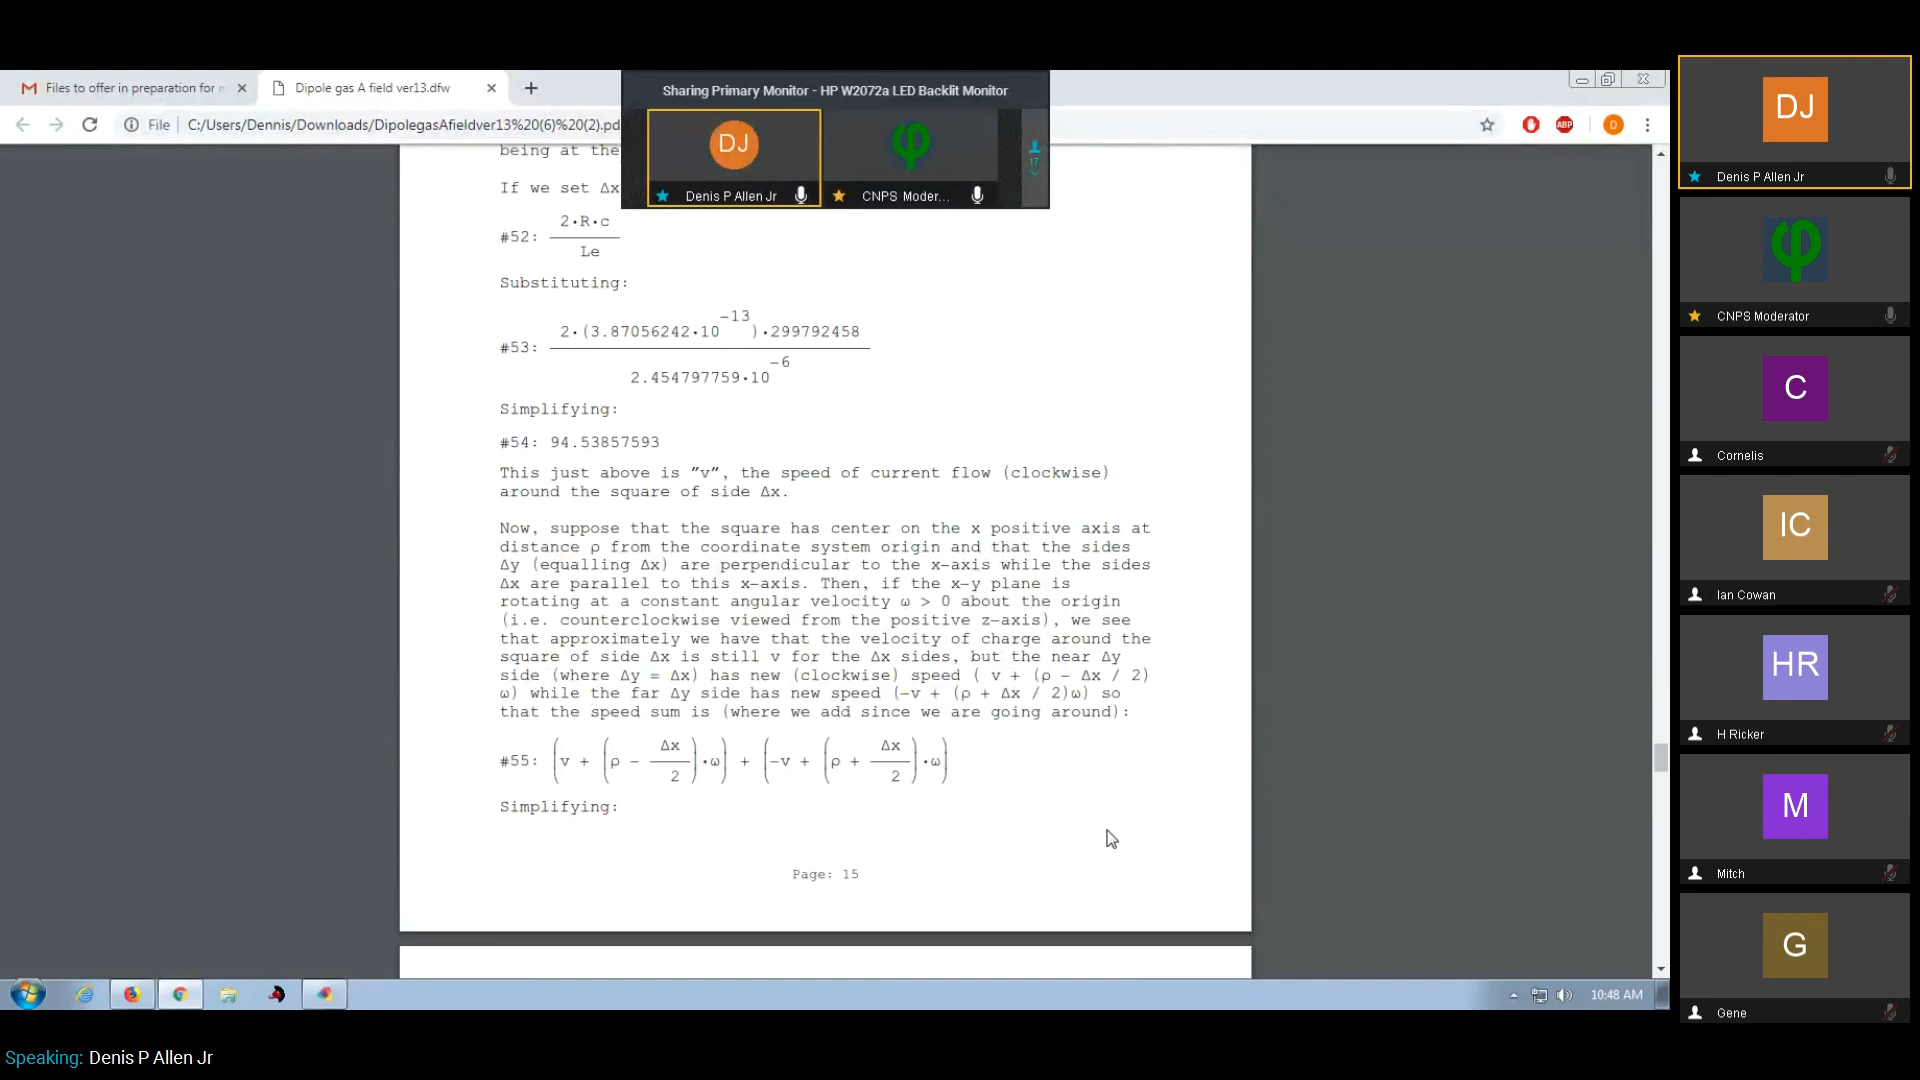 Files to offer in preparation for
Dipole gas A field ver13.dfw
File
C:/Users/Dennis/Downloads/DipolegasAfieldver13%20(6)%20(2).pd
Sharing Primary Monitor - HP W2072a LED Backlit Monitor
DJ
Denis P Allen Jr
CNPS Moder...
17
ABP
D
being at the
If we set Δx
#52: 2·R·c
Le
Substituting:
#53: 2·(3.87056242·10^-13)·299792458
2.454797759·10^-6
Simplifying:
#54: 94.53857593
This just above is "v", the speed of current flow (clockwise)
around the square of side Δx.
Now, suppose that the square has center on the x positive axis at
distance ρ from the coordinate system origin and that the sides
Δy (equalling Δx) are perpendicular to the x-axis while the sides
Δx are parallel to this x-axis. Then, if the x-y plane is
rotating at a constant angular velocity ω > 0 about the origin
(i.e. counterclockwise viewed from the positive z-axis), we see
that approximately we have that the velocity of charge around the
square of side Δx is still v for the Δx sides, but the near Δy
side (where Δy = Δx) has new (clockwise) speed ( v + (ρ - Δx / 2)
ω) while the far Δy side has new speed (-v + (ρ + Δx / 2)ω) so
that the speed sum is (where we add since we are going around):
#55: (v + (ρ - Δx/2)·ω) + (-v + (ρ + Δx/2)·ω)
Simplifying:
Page: 15
10:48 AM
DJ
Denis P Allen Jr
CNPS Moderator
C
Cornelis
IC
Ian Cowan
HR
H Ricker
M
Mitch
G
Gene
Speaking: Denis P Allen Jr